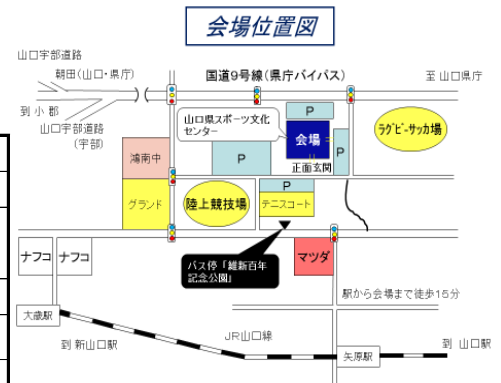 会場位置図
山口宇部道路
朝田(山口・県庁)
国道9号線(県庁バイパス)
至 山口県庁
到 小 郡
山口宇部道路
(宇部)
山口県スポーツ文化
センター
P
会場
P
P
正面玄関
ラグビーサッカ場
鴻南中
グランド
陸上競技場
P
テニスコート
ナフコ
ナフコ
バス停「維新百年
記念公園」
マツダ
駅から会場まで徒歩15分
大歳駅
到 新山口駅
JR山口線
矢原駅
到 山口駅